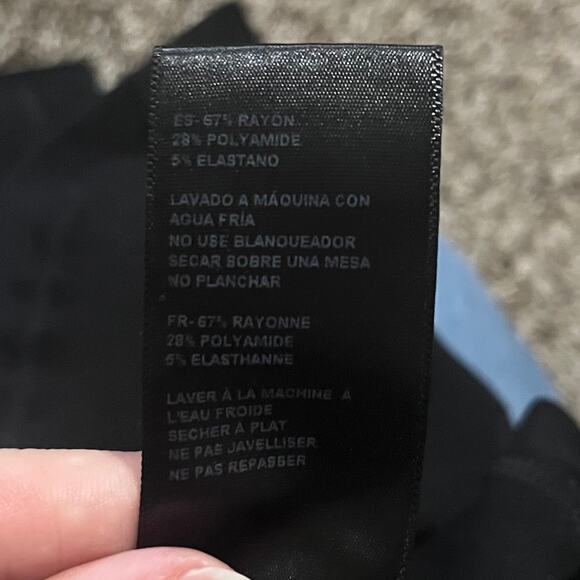 ES- 67% RAYON
28% POLYAMIDE
5% ELASTANO
LAVADO A MÁQUINA CON
AGUA FRÍA
NO USE BLANQUEADOR
SECAR SOBRE UNA MESA
NO PLANCHAR
FR- 67% RAYONNE
28% POLYAMIDE
5% ELASTHANNE
LAVER À LA MACHINE À
L'EAU FROIDE
SECHER À PLAT
NE PAS JAVELLISER
NE PAS REPASSER